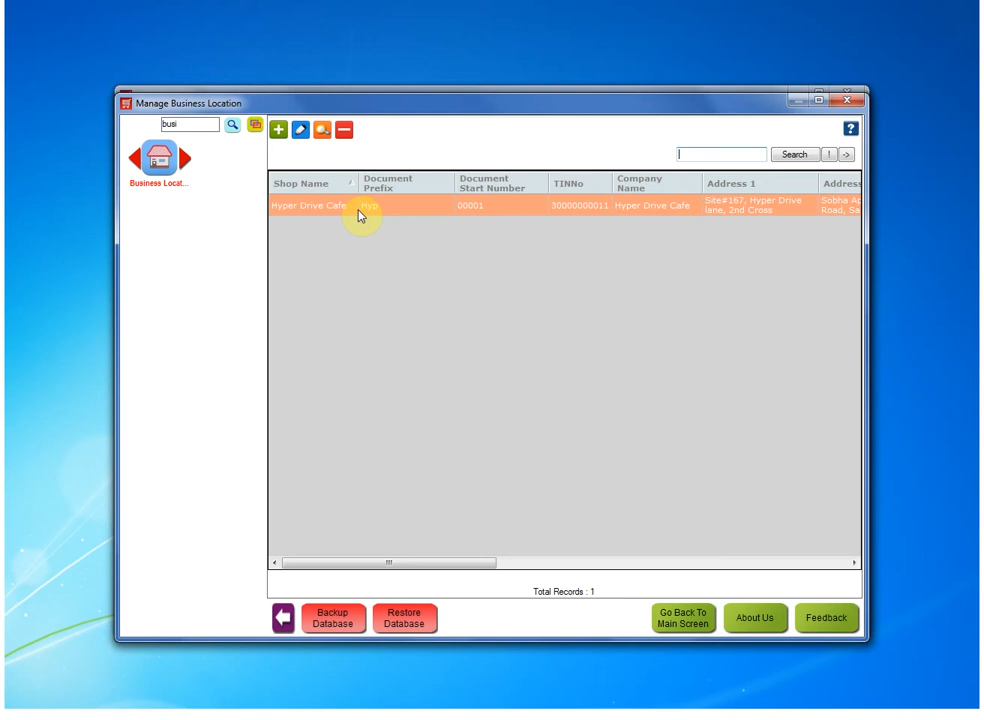 Manage Business Location
busi
?
Search ! ->
Business Locat...
Shop Name
Document
Prefix
Document
Start Number
TINNo
Company
Name
Address 1
Address
Hyper Drive Cafe
Hyp
00001
30000000011
Hyper Drive Cafe
Site#167, Hyper Drive
lane, 2nd Cross
Sobha Ap
Road, Sa
Total Records : 1
Backup
Database
Restore
Database
Go Back To
Main Screen
About Us
Feedback